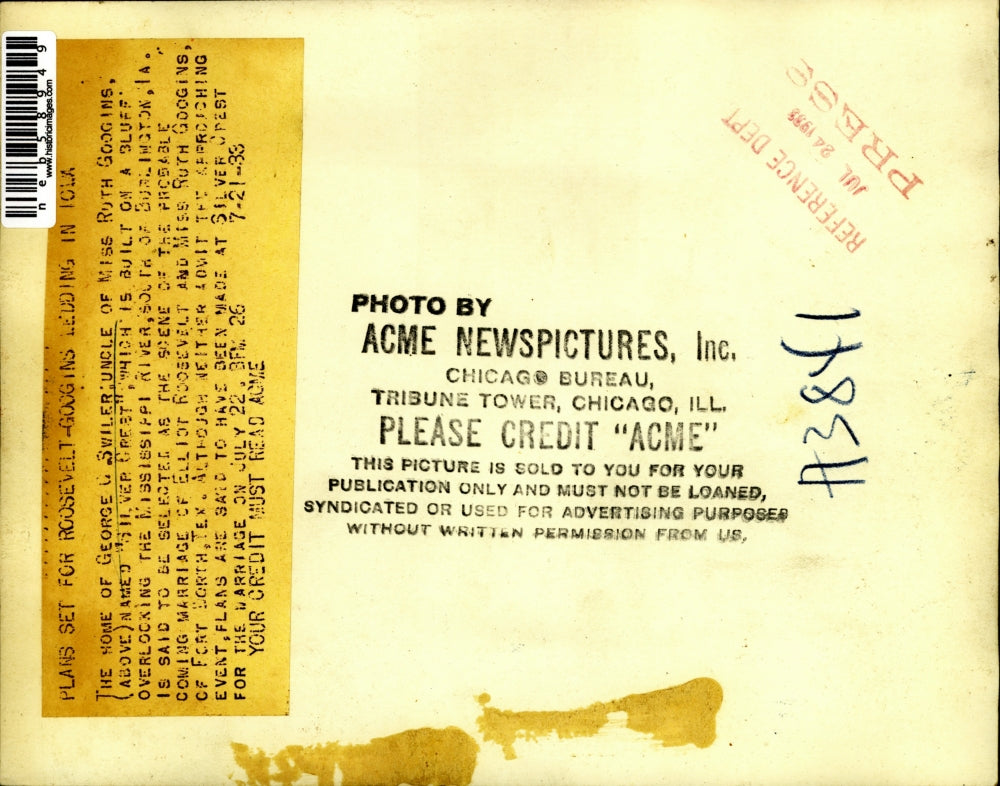 neb58949
www.historicimages.com
PLANS SET FOR ROOSEVELT-GOOGINS WEDDING IN IOWA
THE HOME OF GEORGE J. SWILER, UNCLE OF MISS RUTH GOOGINS,
(ABOVE) NAMED "SILVER CREST", WHICH IS BUILT ON A BLUFF
OVERLOOKING THE MISSISSIPPI RIVER, SOUTH OF BURLINGTON, IA.,
IS SAID TO BE SELECTED AS THE SCENE OF THE PROBABLE
COMING MARRIAGE OF ELLIOT ROOSEVELT AND MISS RUTH GOOGINS,
OF FORT WORTH, TEX. ALTHOUGH NEITHER ADMIT THE APPROACHING
EVENT, PLANS ARE SAID TO HAVE BEEN MADE AT SILVER CREST
FOR THE MARRIAGE ON JULY 22. BFM 26 7-21-33
YOUR CREDIT MUST READ ACME
PHOTO BY
ACME NEWSPICTURES, Inc.
CHICAGO BUREAU,
TRIBUNE TOWER, CHICAGO, ILL.
PLEASE CREDIT "ACME"
THIS PICTURE IS SOLD TO YOU FOR YOUR
PUBLICATION ONLY AND MUST NOT BE LOANED,
SYNDICATED OR USED FOR ADVERTISING PURPOSES
WITHOUT WRITTEN PERMISSION FROM US.
REFERENCE DEPT
JUL 24 1933
PRESS